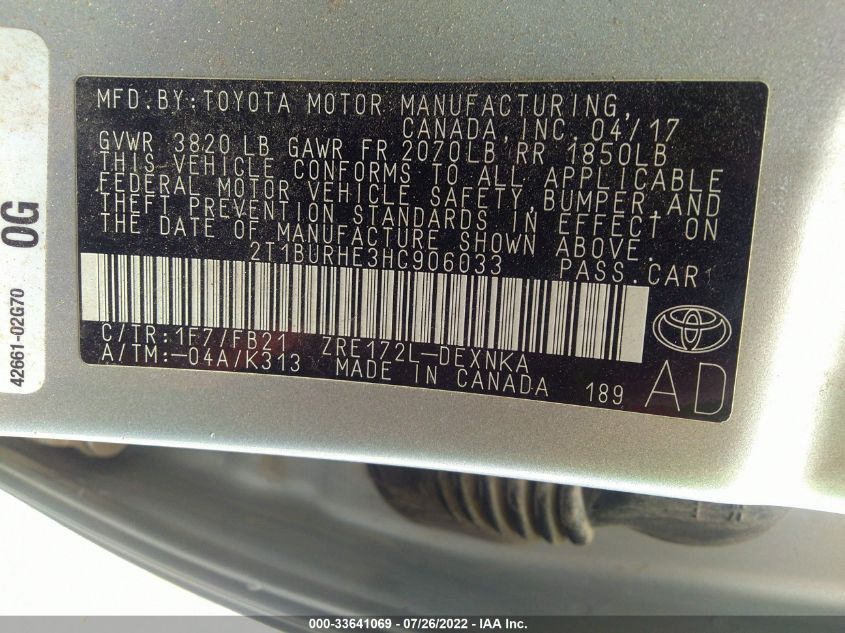 MFD.BY:TOYOTA MOTOR MANUFACTURING,
CANADA, INC. 04/17
GVWR 3820 LB GAWR FR 2070LB RR 1850LB
THIS VEHICLE CONFORMS TO ALL APPLICABLE
FEDERAL MOTOR VEHICLE SAFETY, BUMPER, AND
THEFT PREVENTION STANDARDS IN EFFECT ON
THE DATE OF MANUFACTURE SHOWN ABOVE.
2T1BURHE3HC906033 PASS.CAR
C/TR:1F7/FB21 ZRE172L-DEXNKA
A/TM:-04A/K313 MADE IN CANADA 189
AD
42661-02G70 0G
000-33641069 - 07/26/2022 - IAA Inc.